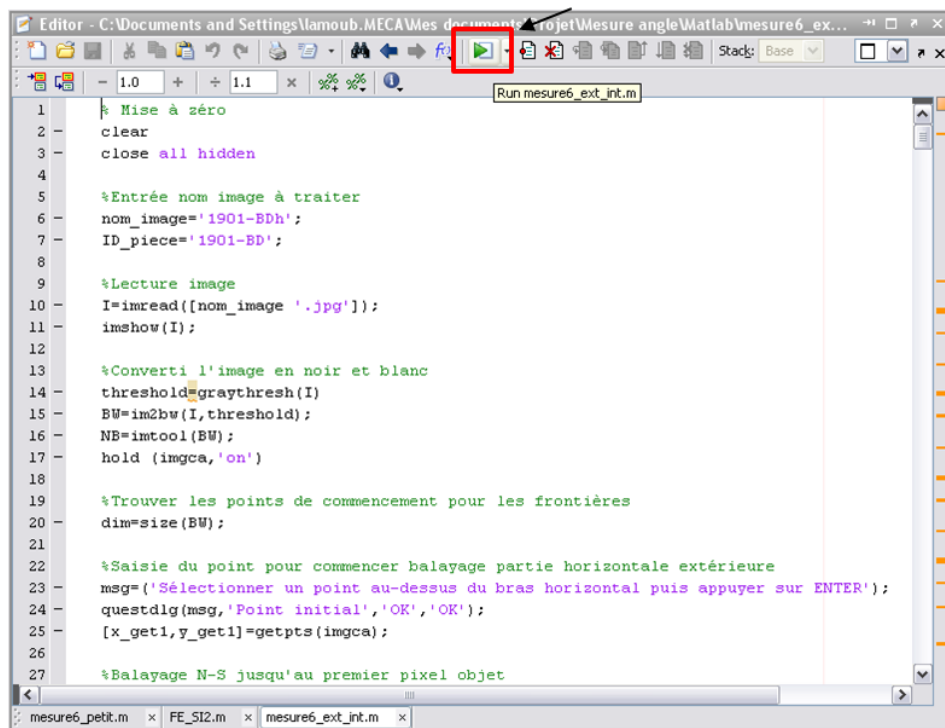 Editor - C:\Documents and Settings\lamoub.MECA\Mes documents\Projet\Mesure angle\Matlab\mesure6_ex...
Stack: Base
1.0 + ÷ 1.1 ×
Run mesure6_ext_int.m
1 % Mise à zéro
2 - clear
3 - close all hidden
4
5 %Entrée nom image à traiter
6 - nom_image='1901-BDh';
7 - ID_piece='1901-BD';
8
9 %Lecture image
10 - I=imread([nom_image '.jpg']);
11 - imshow(I);
12
13 %Converti l'image en noir et blanc
14 - threshold=graythresh(I)
15 - BW=im2bw(I,threshold);
16 - NB=imtool(BW);
17 - hold (imgca,'on')
18
19 %Trouver les points de commencement pour les frontières
20 - dim=size(BW);
21
22 %Saisie du point pour commencer balayage partie horizontale extérieure
23 - msg=('Sélectionner un point au-dessus du bras horizontal puis appuyer sur ENTER');
24 - questdlg(msg,'Point initial','OK','OK');
25 - [x_get1,y_get1]=getpts(imgca);
26
27 %Balayage N-S jusqu'au premier pixel objet
mesure6_petit.m × FE_SI2.m × mesure6_ext_int.m ×